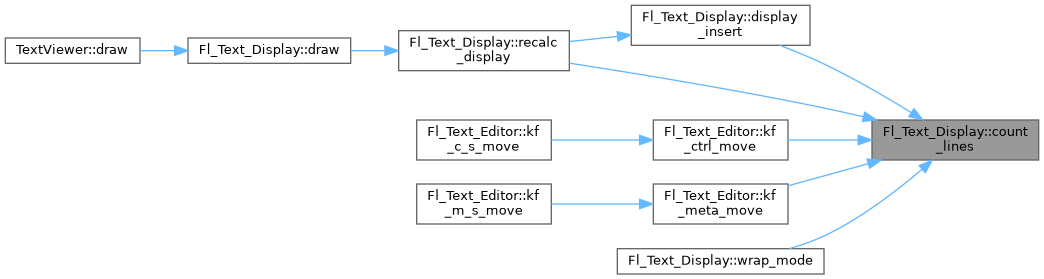 TextViewer::draw
Fl_Text_Display::draw
Fl_Text_Display::recalc
_display
Fl_Text_Display::display
_insert
Fl_Text_Display::count
_lines
Fl_Text_Editor::kf
_c_s_move
Fl_Text_Editor::kf
_ctrl_move
Fl_Text_Editor::kf
_m_s_move
Fl_Text_Editor::kf
_meta_move
Fl_Text_Display::wrap_mode